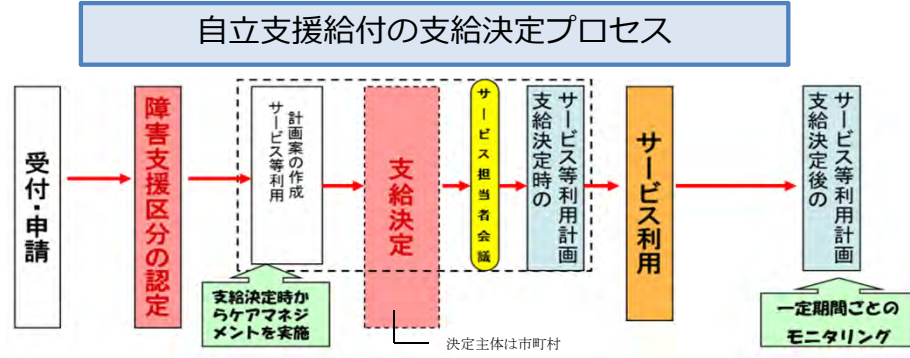 自立支援給付の支給決定プロセス
受付・申請
障害支援区分の認定
サービス等利用
計画案の作成
支給決定時か
らケアマネジ
メントを実施
支給決定
決定主体は市町村
サービス担当者会議
サービス等利用計画
支給決定時の
サービス利用
サービス等利用計画
支給決定後の
一定期間ごとの
モニタリング